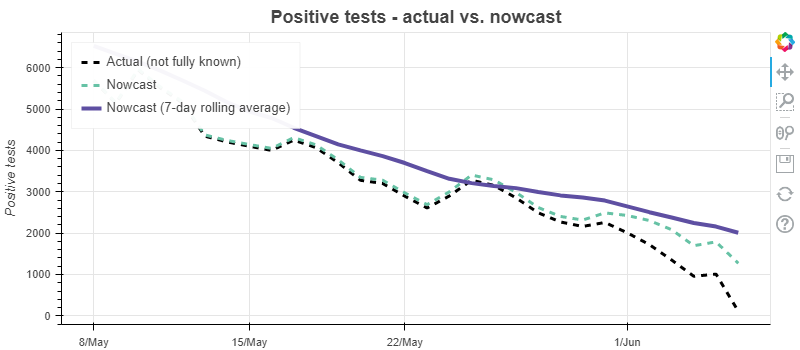 Positive tests - actual vs. nowcast
Positive tests
6000
5000
4000
3000
2000
1000
0
Actual (not fully known)
Nowcast
Nowcast (7-day rolling average)
8/May
15/May
22/May
1/Jun